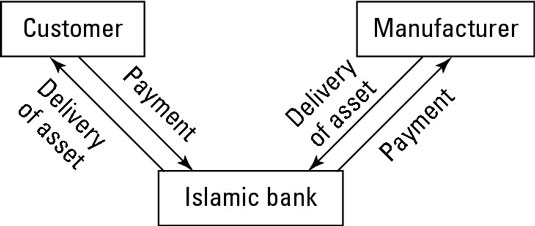 Customer
Manufacturer
Delivery
of asset
Payment
Delivery
of asset
Payment
Islamic bank